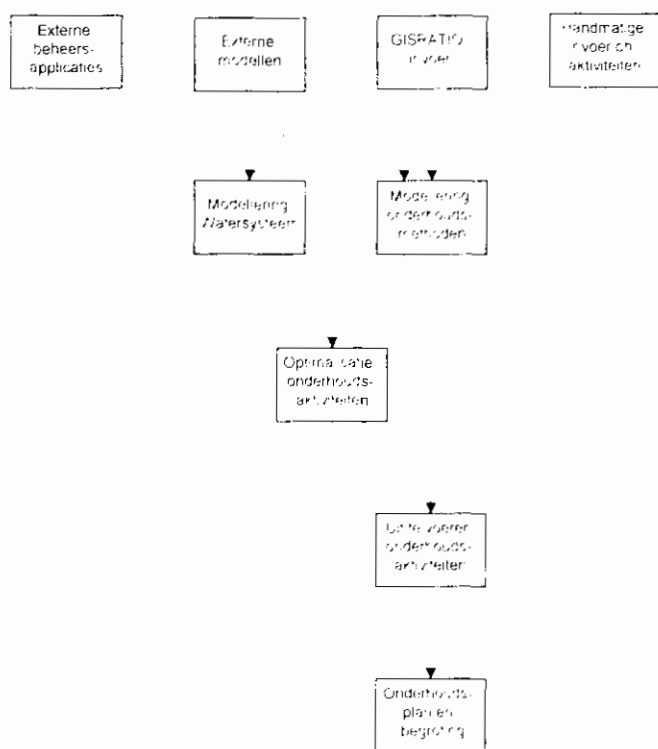 Externe
beheers-
applicaties
Externe
modellen
GISRATIO
invoer
Handmatige
invoer
aktiviteiten
Modellering
Watersysteem
Modellering
onderhouds-
methoden
Optimalisatie
onderhouds-
aktiviteiten
Uit te voeren
onderhouds-
aktiviteiten
Onderhouds-
plan en
begroting